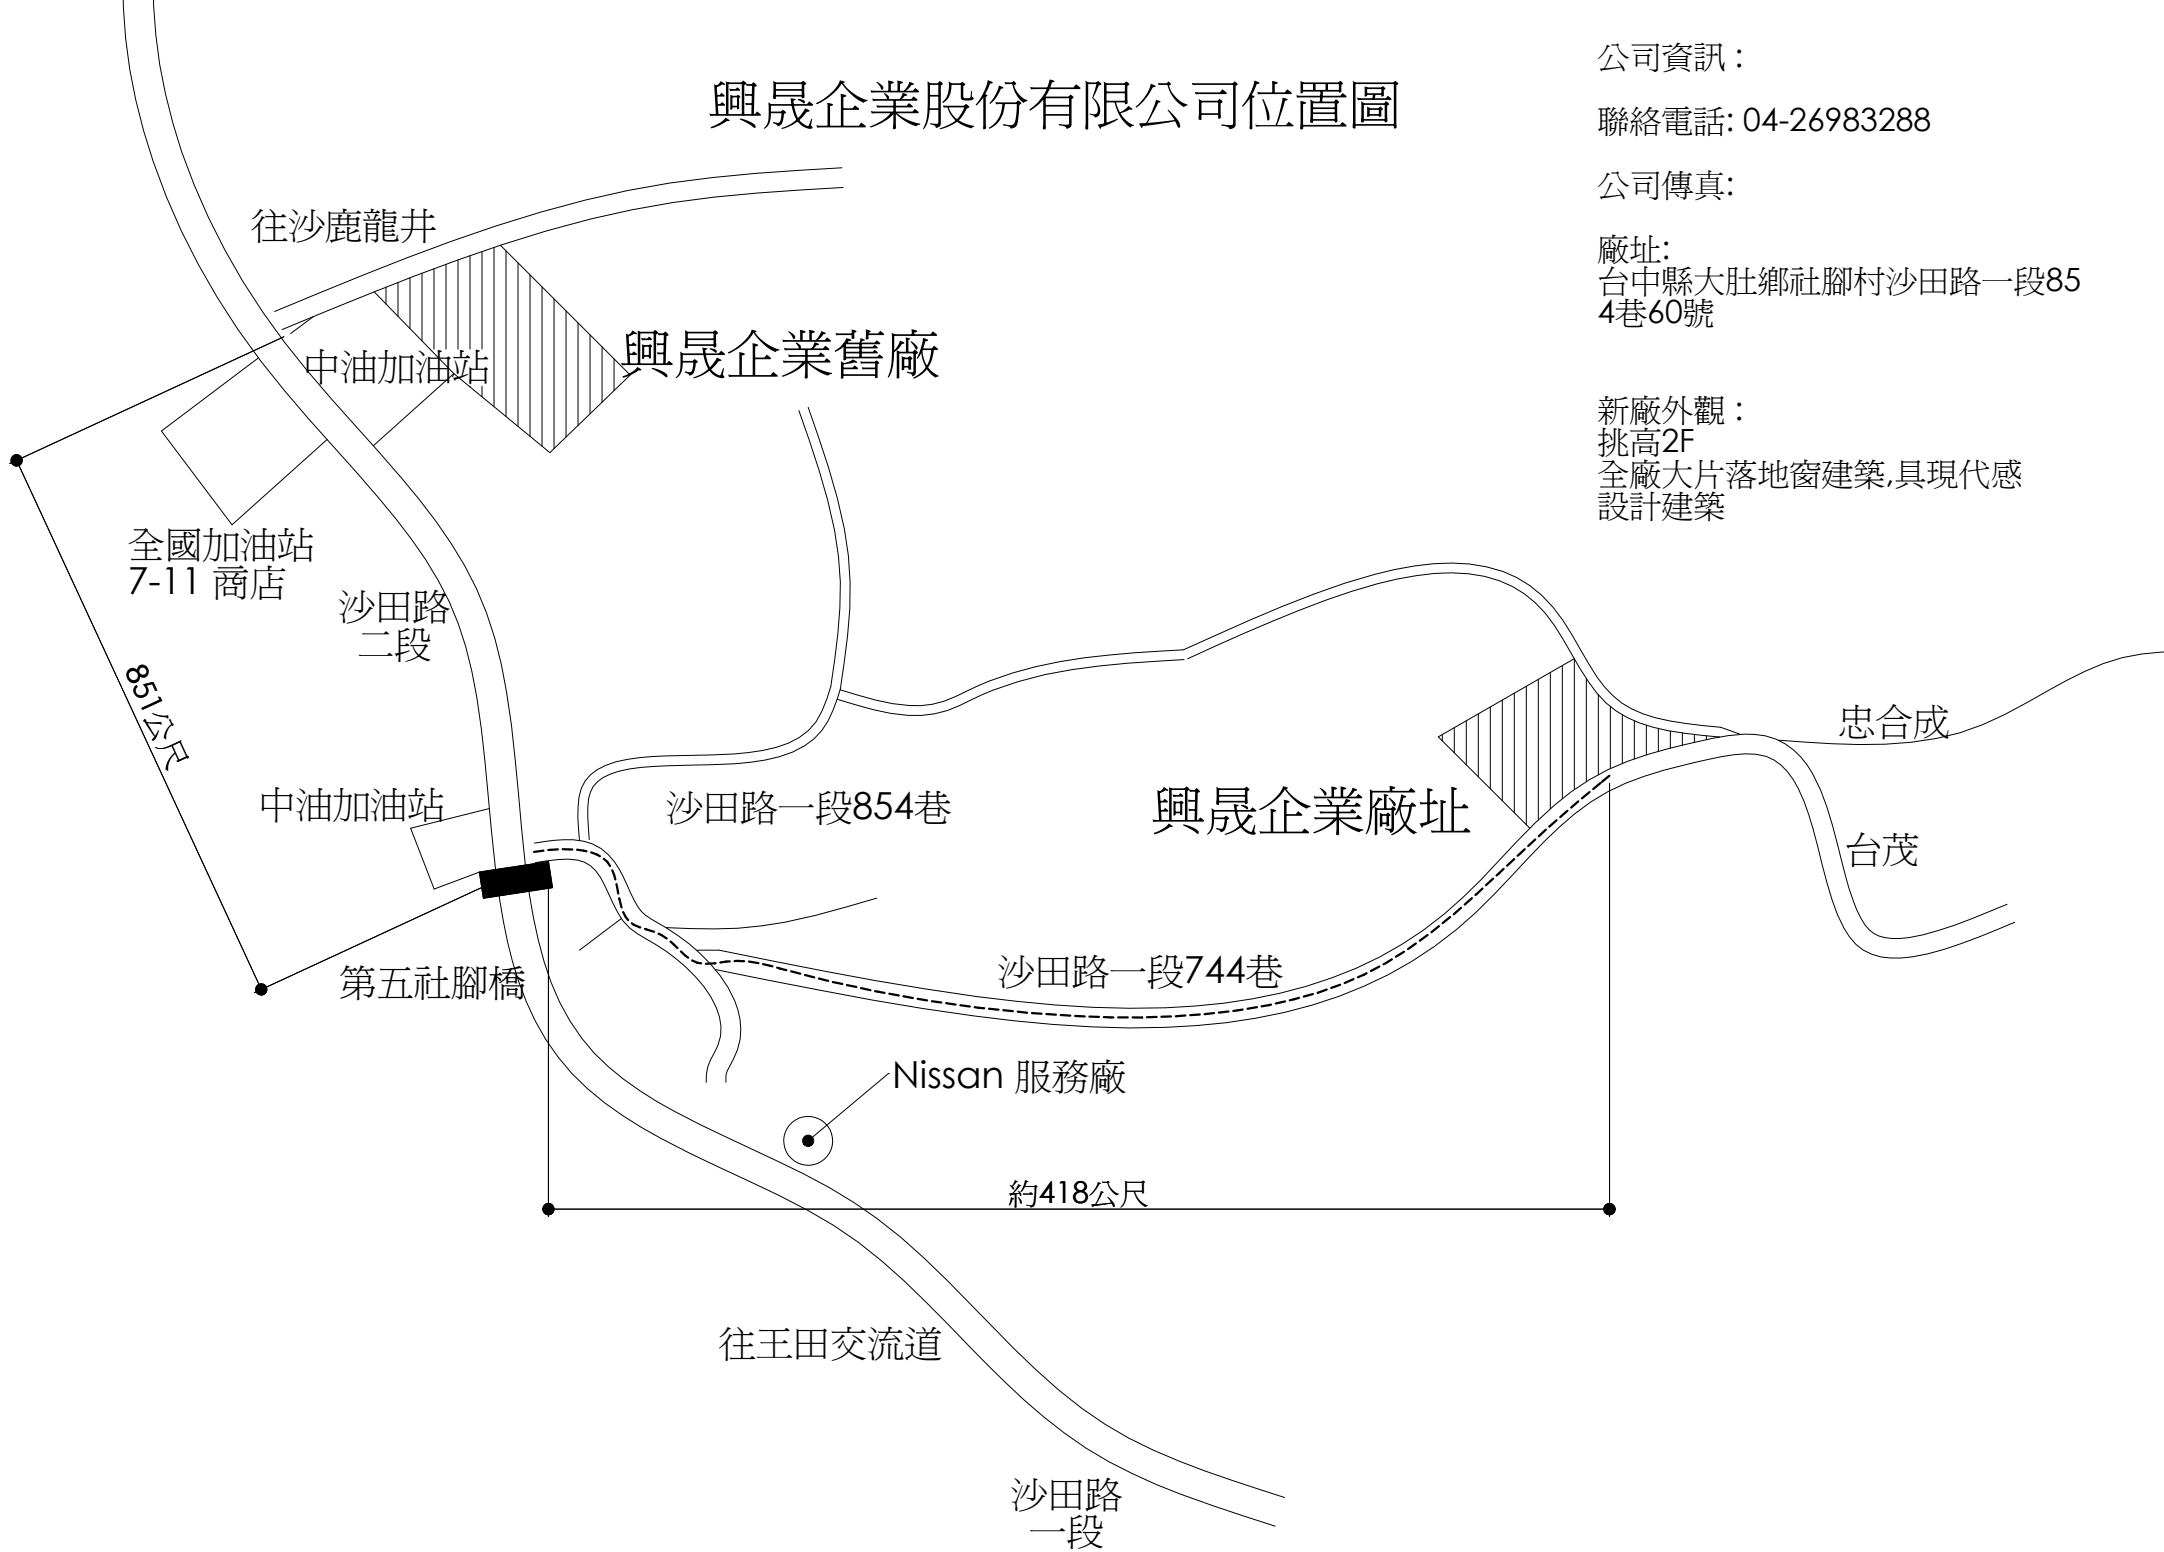 興晟企業股份有限公司位置圖
公司資訊：
聯絡電話: 04-26983288
公司傳真:
廠址:
台中縣大肚鄉社腳村沙田路一段85
4巷60號
新廠外觀：
挑高2F
全廠大片落地窗建築,具現代感
設計建築
往沙鹿龍井
中油加油站
興晟企業舊廠
全國加油站
7-11 商店
沙田路
二段
851公尺
中油加油站
沙田路一段854巷
興晟企業廠址
忠合成
台茂
第五社腳橋
沙田路一段744巷
Nissan 服務廠
約418公尺
往王田交流道
沙田路
一段